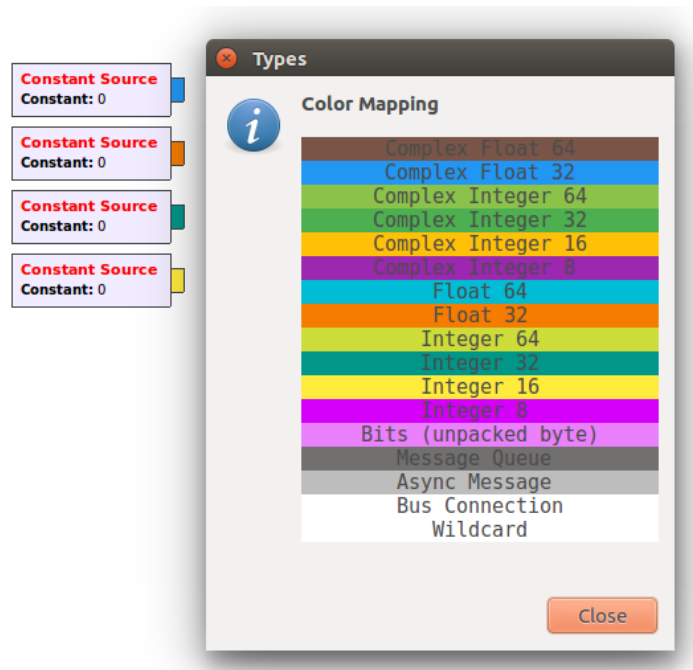 Constant Source
Constant: 0
Constant Source
Constant: 0
Constant Source
Constant: 0
Constant Source
Constant: 0
Types
i
Color Mapping
Complex Float 64
Complex Float 32
Complex Integer 64
Complex Integer 32
Complex Integer 16
Complex Integer 8
Float 64
Float 32
Integer 64
Integer 32
Integer 16
Integer 8
Bits (unpacked byte)
Message Queue
Async Message
Bus Connection
Wildcard
Close